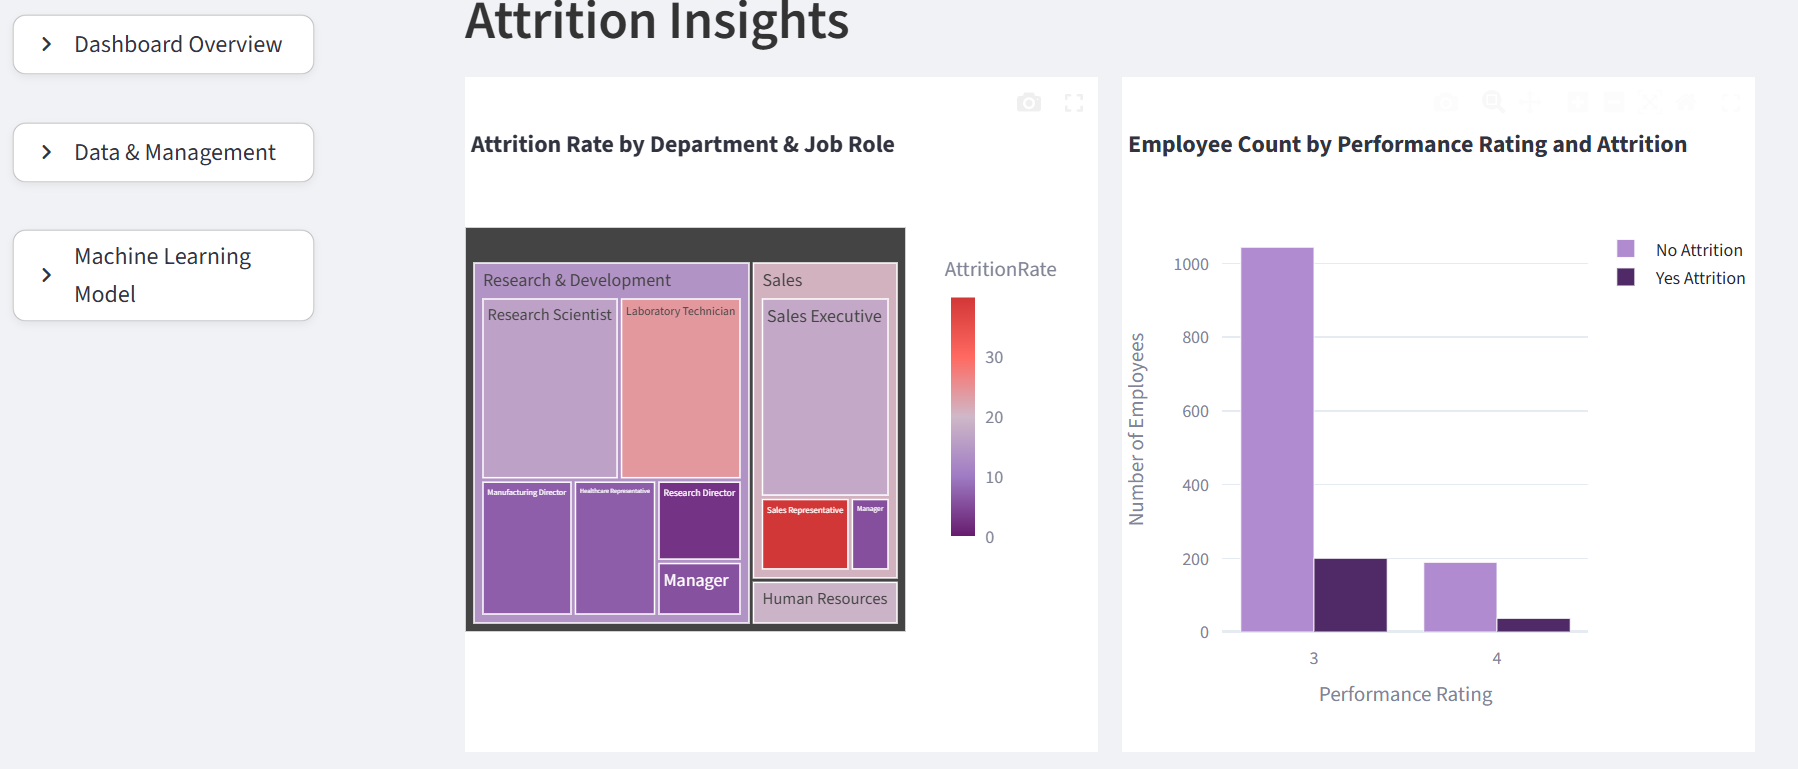 Attrition Insights
Dashboard Overview
Data & Management
Machine Learning
Model
Attrition Rate by Department & Job Role
Research & Development
Sales
Research Scientist
Laboratory Technician
Sales Executive
Manufacturing Director
Healthcare Representative
Research Director
Sales Representative
Manager
Manager
Human Resources
AttritionRate
30
20
10
0
Employee Count by Performance Rating and Attrition
No Attrition
Yes Attrition
Number of Employees
1000
800
600
400
200
0
3
4
Performance Rating